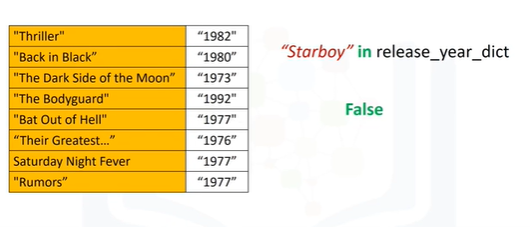 "Thriller" "1982"
"Back in Black” “1980”
"The Dark Side of the Moon” “1973”
"The Bodyguard" "1992"
"Bat Out of Hell" "1977"
“Their Greatest…” “1976”
Saturday Night Fever “1977”
"Rumors” “1977”
“Starboy” in release_year_dict
False